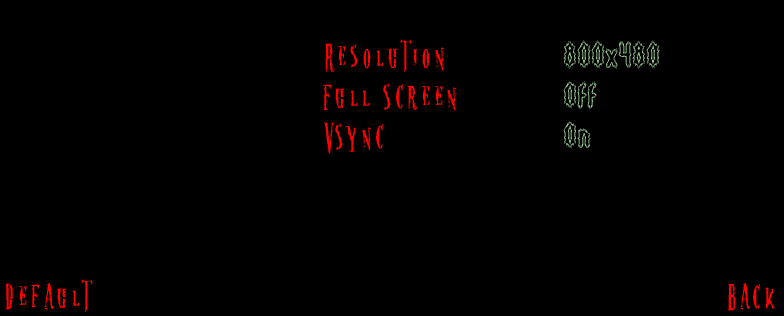 Resolution 800x480
Full Screen Off
VSync On
Default Back